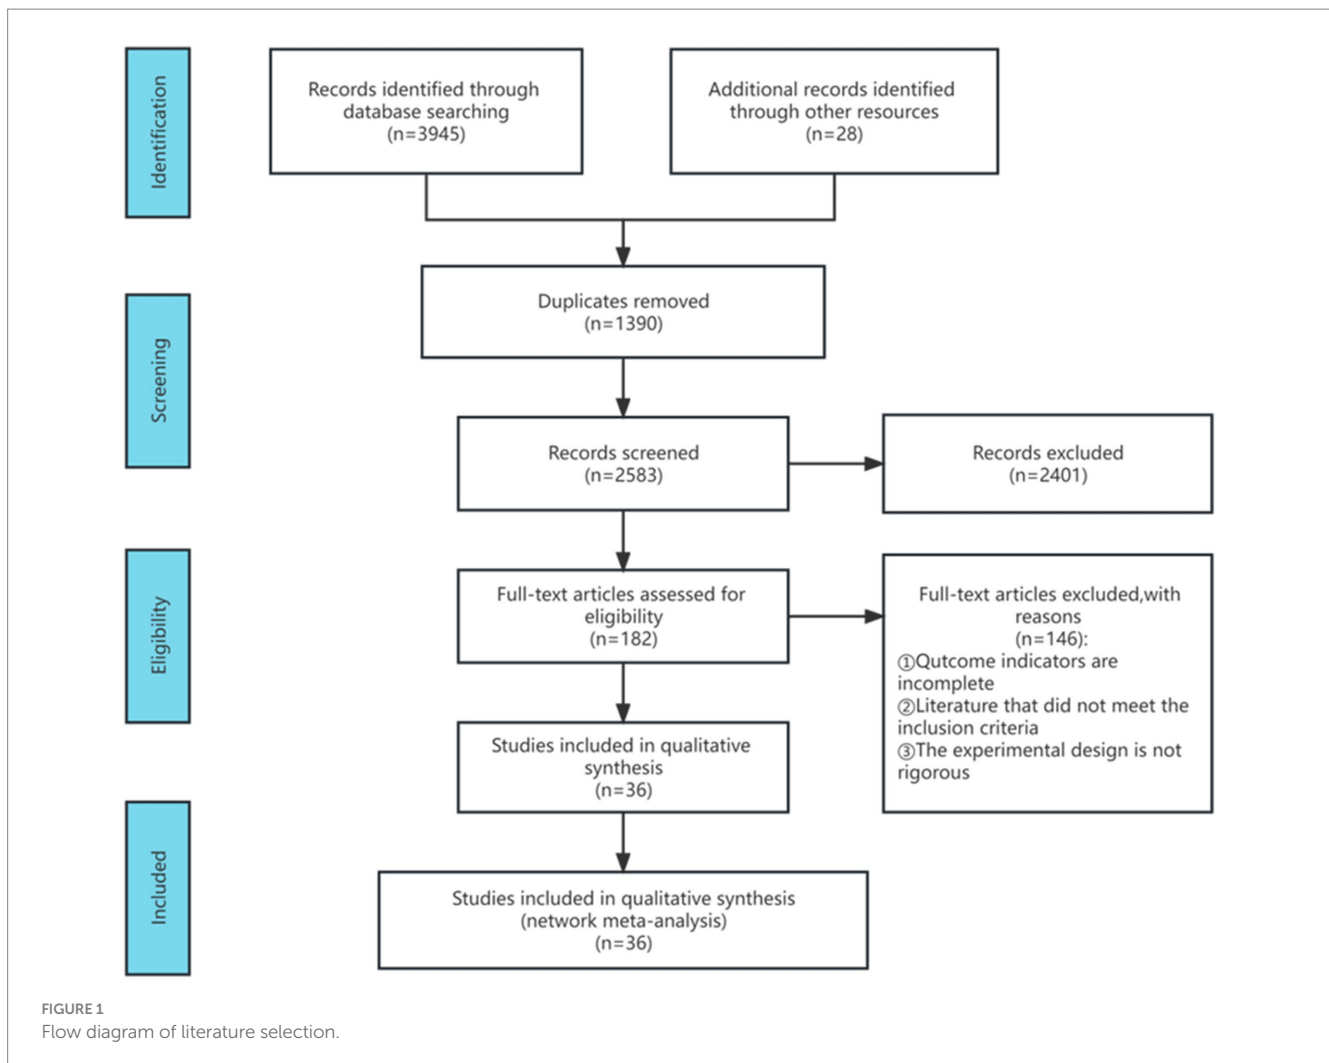 Identification
Records identified through
database searching
(n=3945)
Additional records identified
through other resources
(n=28)
Screening
Duplicates removed
(n=1390)
Records screened
(n=2583)
Records excluded
(n=2401)
Eligibility
Full-text articles assessed for
eligibility
(n=182)
Full-text articles excluded,with
reasons
(n=146):
①Qutcome indicators are
incomplete
②Literature that did not meet the
inclusion criteria
③The experimental design is not
rigorous
Studies included in qualitative
synthesis
(n=36)
Included
Studies included in qualitative synthesis
(network meta-analysis)
(n=36)
FIGURE 1
Flow diagram of literature selection.